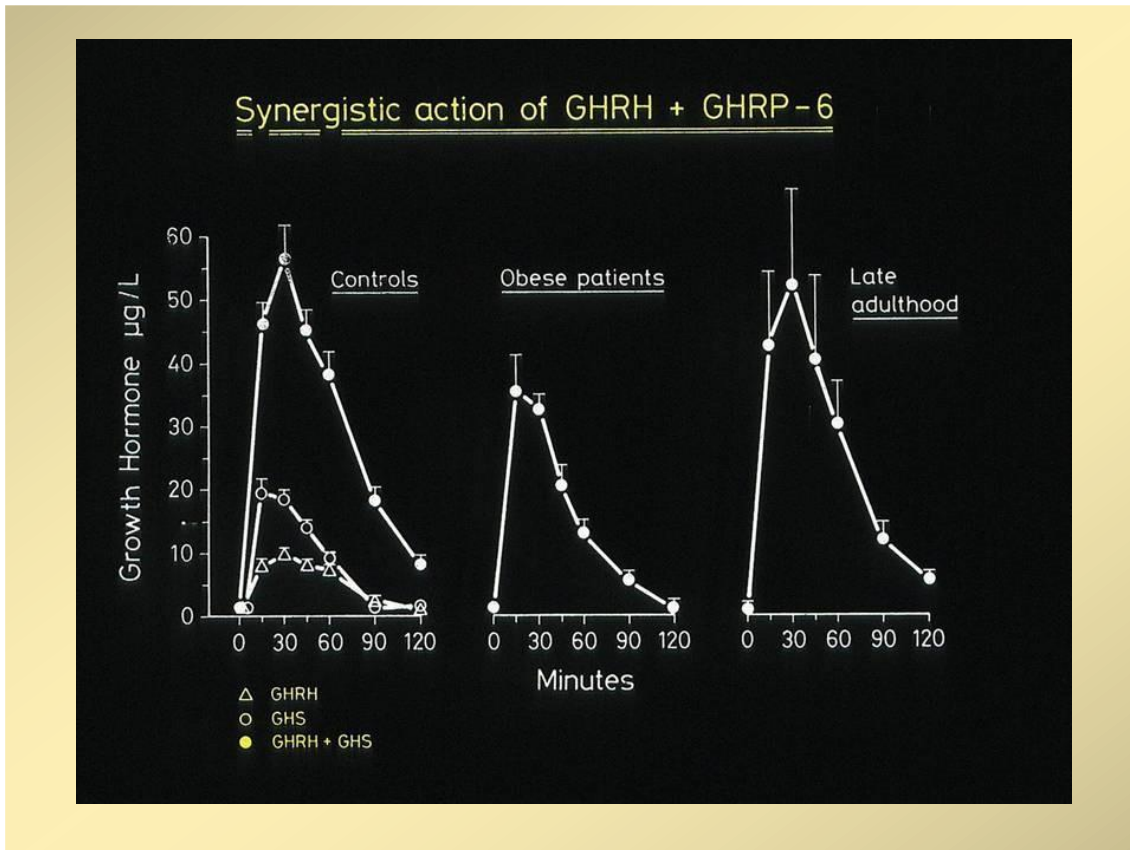 Synergistic action of GHRH + GHRP-6
60
50
40
30
20
10
0
Growth Hormone µg/L
Controls
Obese patients
Late
adulthood
0 30 60 90 120
0 30 60 90 120
0 30 60 90 120
Minutes
GHRH
GHS
GHRH + GHS